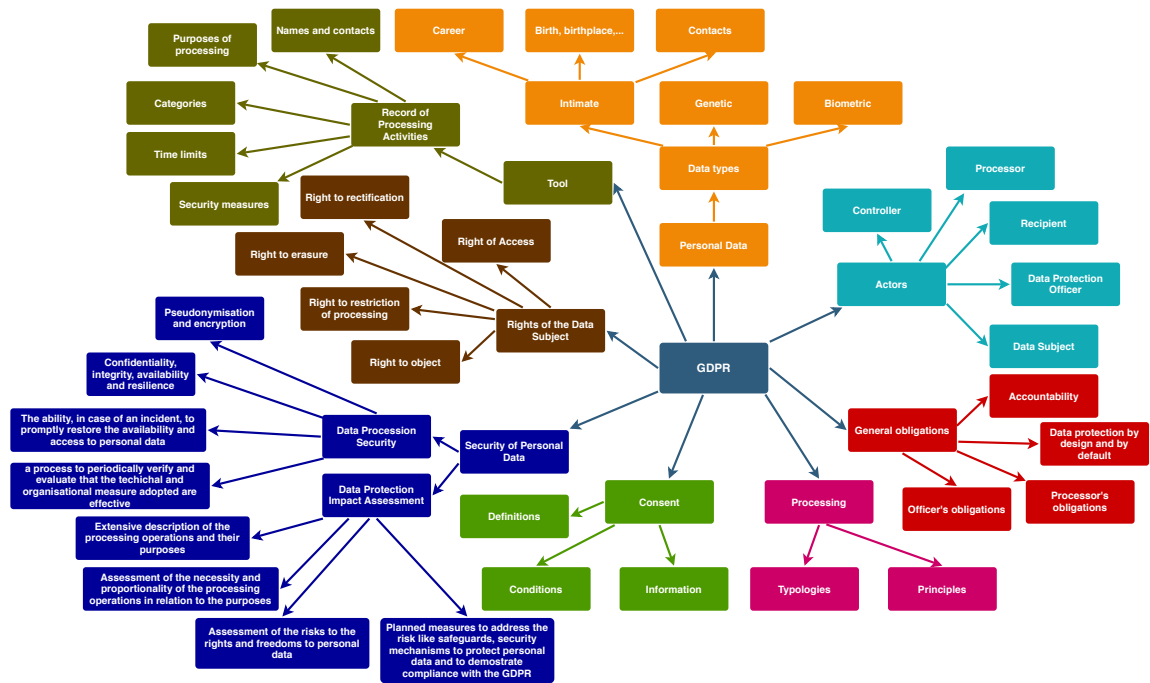 Names and contacts
Career
Birth, birthplace,...
Contacts
Purposes of
processing
Categories
Record of
Processing
Activities
Intimate
Genetic
Biometric
Time limits
Security measures
Tool
Data types
Processor
Right to rectification
Controller
Recipient
Right of Access
Personal Data
Right to erasure
Actors
Data Protection
Officer
Right to restriction
of processing
Pseudonymisation
and encryption
Rights of the Data
Subject
Data Subject
Right to object
GDPR
Confidentiality,
integrity, availability
and resilience
Accountability
The ability, in case of an incident, to
promptly restore the availability and
access to personal data
Data Procession
Security
Security of Personal
Data
General obligations
Data protection by
design and by
default
a process to periodically verify and
evaluate that the techichal and
organisational measure adopted are
effective
Data Protection
Impact Assessment
Definitions
Consent
Processing
Officer's obligations
Processor's
obligations
Extensive description of the
processing operations and their
purposes
Assessment of the necessity and
proportionality of the processing
operations in relation to the purposes
Conditions
Information
Typologies
Principles
Assessment of the risks to the
rights and freedoms to personal
data
Planned measures to address the
risk like safeguards, security
mechanisms to protect personal
data and to demostrate
compliance with the GDPR